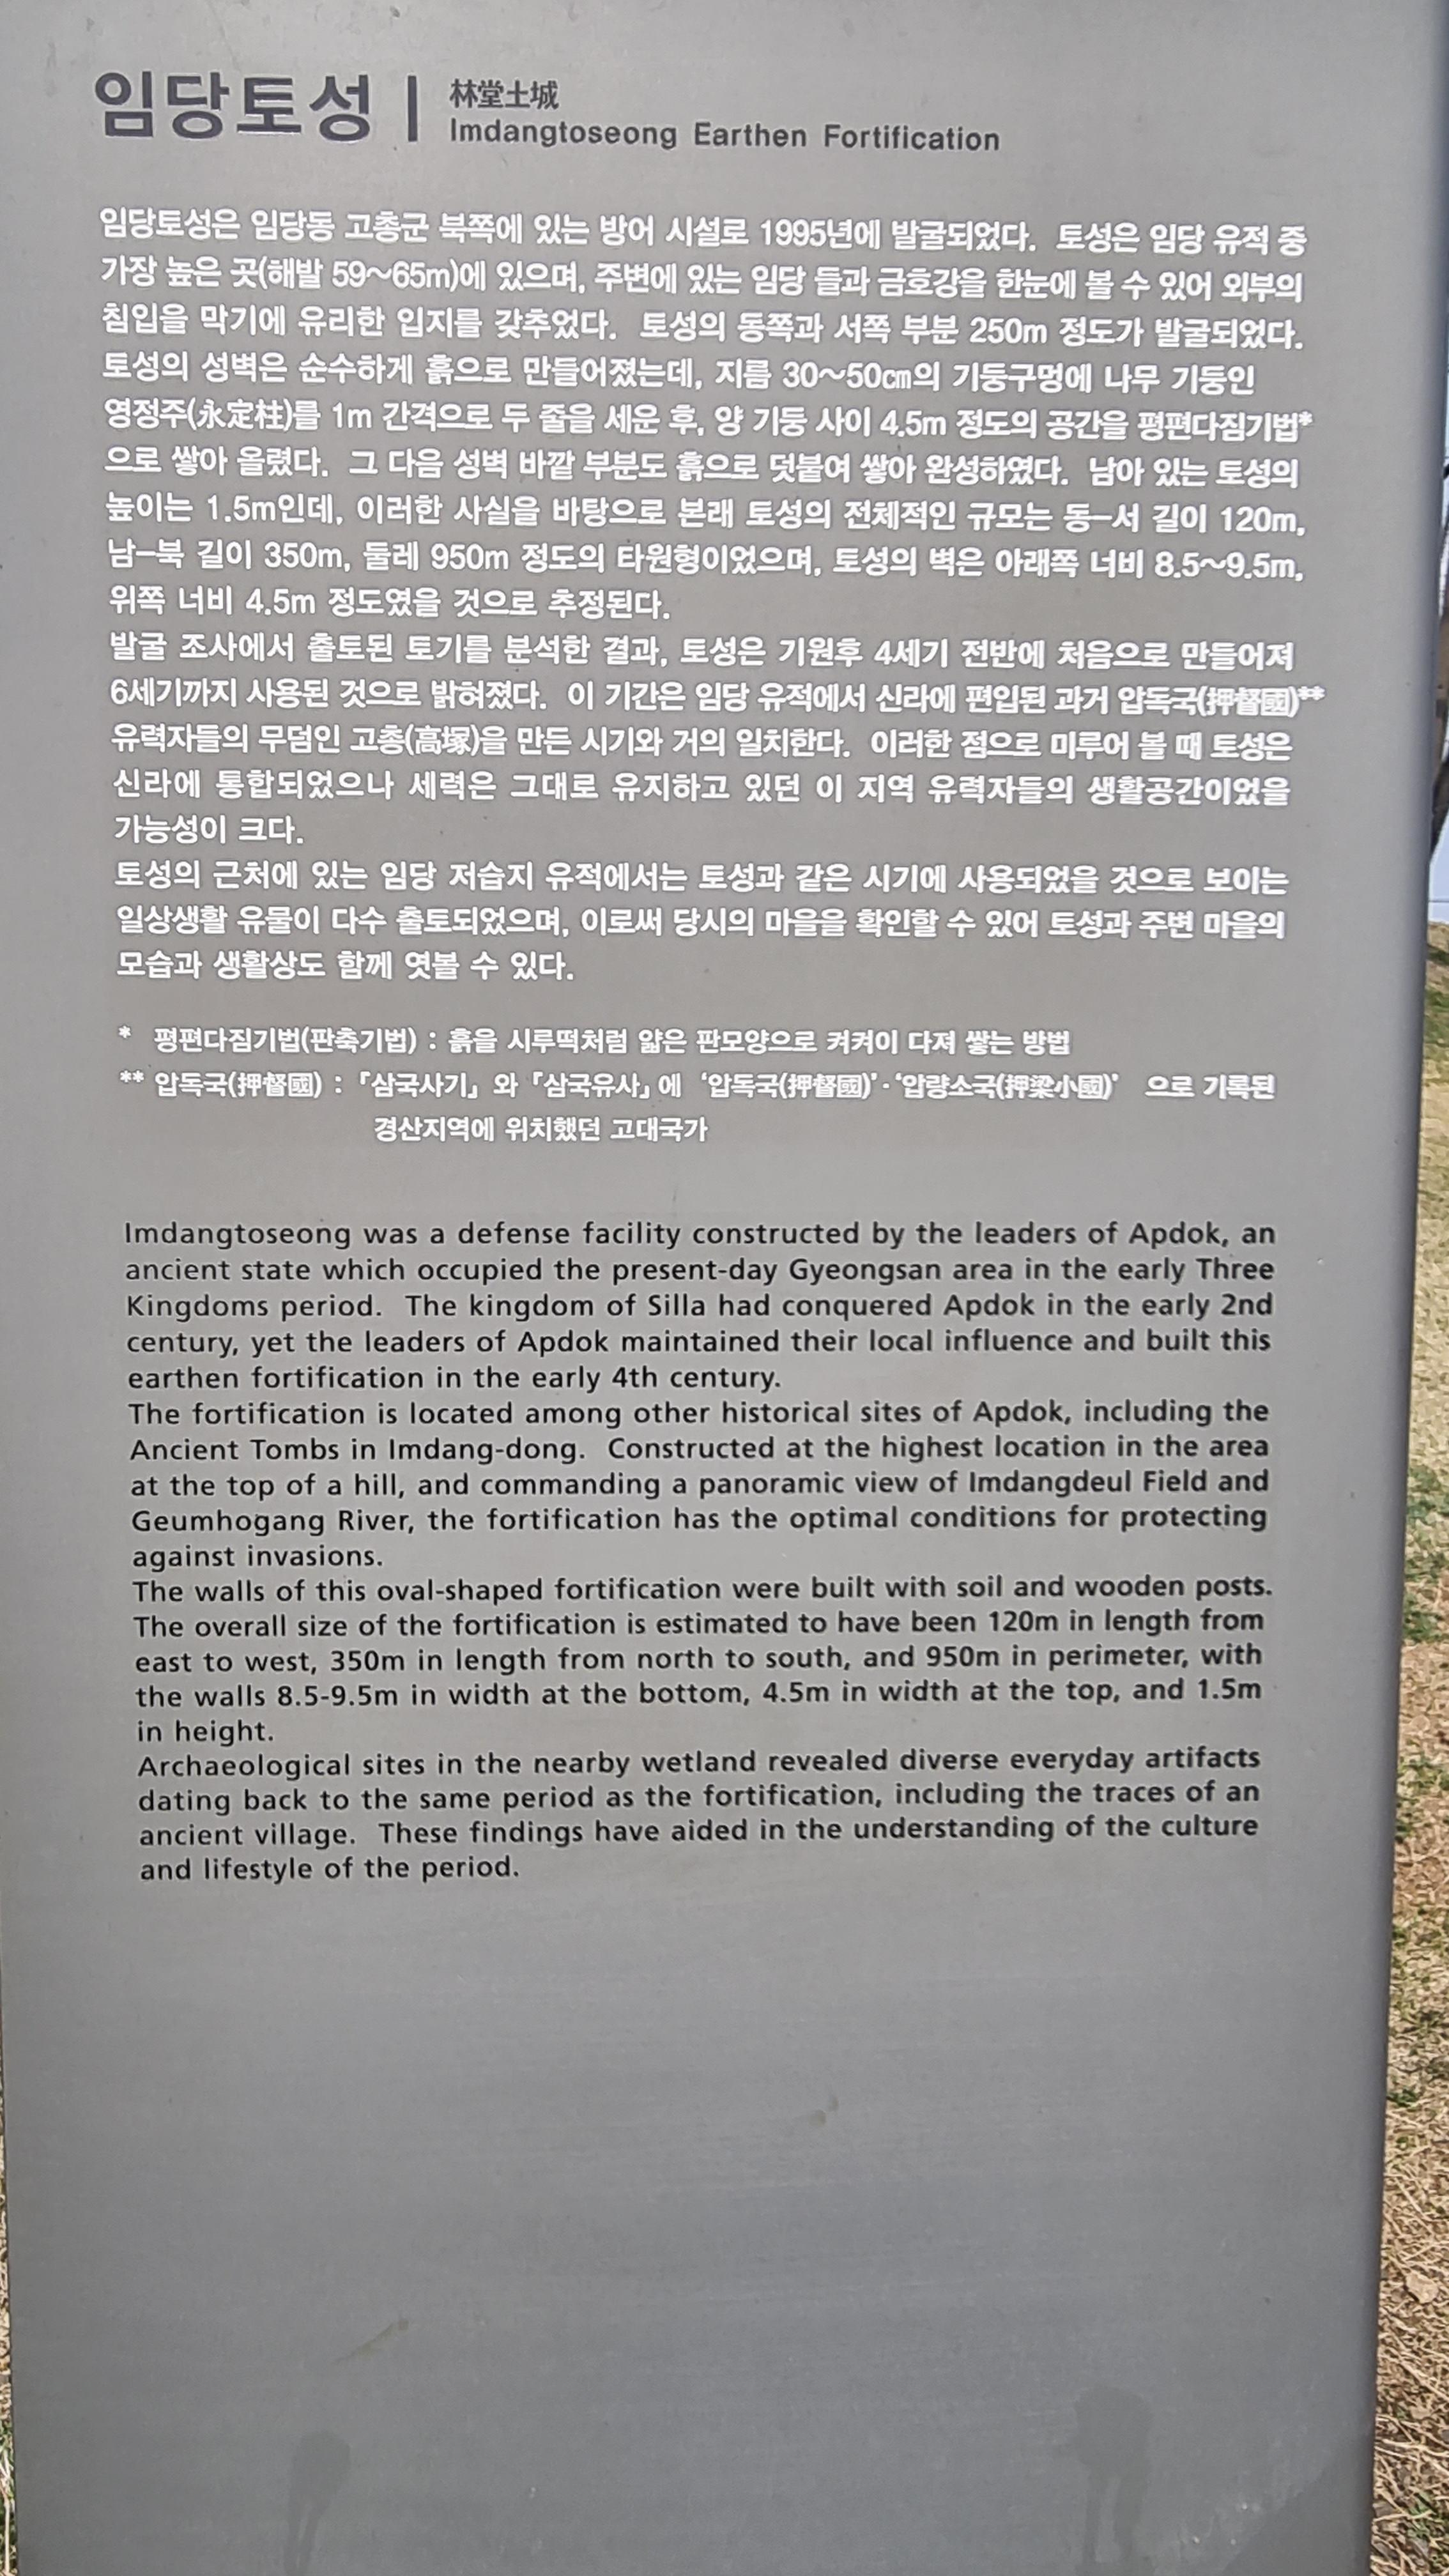 임당토성 | 林堂土城
Imdangtoseong Earthen Fortification
임당토성은 임당동 고총군 북쪽에 있는 방어 시설로 1995년에 발굴되었다. 토성은 임당 유적 중
가장 높은 곳(해발 59~65m)에 있으며, 주변에 있는 임당 들과 금호강을 한눈에 볼 수 있어 외부의
침입을 막기에 유리한 입지를 갖추었다. 토성의 동쪽과 서쪽 부분 250m 정도가 발굴되었다.
토성의 성벽은 순수하게 흙으로 만들어졌는데, 지름 30~50㎝의 기둥구멍에 나무 기둥인
영정주(永定柱)를 1m 간격으로 두 줄을 세운 후, 양 기둥 사이 4.5m 정도의 공간을 평편다짐기법*
으로 쌓아 올렸다. 그 다음 성벽 바깥 부분도 흙으로 덧붙여 쌓아 완성하였다. 남아 있는 토성의
높이는 1.5m인데, 이러한 사실을 바탕으로 본래 토성의 전체적인 규모는 동-서 길이 120m,
남-북 길이 350m, 둘레 950m 정도의 타원형이었으며, 토성의 벽은 아래쪽 너비 8.5~9.5m,
위쪽 너비 4.5m 정도였을 것으로 추정된다.
발굴 조사에서 출토된 토기를 분석한 결과, 토성은 기원후 4세기 전반에 처음으로 만들어져
6세기까지 사용된 것으로 밝혀졌다. 이 기간은 임당 유적에서 신라에 편입된 과거 압독국(押督國)**
유력자들의 무덤인 고총(高塚)을 만든 시기와 거의 일치한다. 이러한 점으로 미루어 볼 때 토성은
신라에 통합되었으나 세력은 그대로 유지하고 있던 이 지역 유력자들의 생활공간이었을
가능성이 크다.
토성의 근처에 있는 임당 저습지 유적에서는 토성과 같은 시기에 사용되었을 것으로 보이는
일상생활 유물이 다수 출토되었으며, 이로써 당시의 마을을 확인할 수 있어 토성과 주변 마을의
모습과 생활상도 함께 엿볼 수 있다.
* 평편다짐기법(판축기법) : 흙을 시루떡처럼 얇은 판모양으로 켜켜이 다져 쌓는 방법
** 압독국(押督國) : 『삼국사기』와 『삼국유사』에 '압독국(押督國)'·'압량소국(押梁小國)' 으로 기록된
경산지역에 위치했던 고대국가
Imdangtoseong was a defense facility constructed by the leaders of Apdok, an
ancient state which occupied the present-day Gyeongsan area in the early Three
Kingdoms period. The kingdom of Silla had conquered Apdok in the early 2nd
century, yet the leaders of Apdok maintained their local influence and built this
earthen fortification in the early 4th century.
The fortification is located among other historical sites of Apdok, including the
Ancient Tombs in Imdang-dong. Constructed at the highest location in the area
at the top of a hill, and commanding a panoramic view of Imdangdeul Field and
Geumhogang River, the fortification has the optimal conditions for protecting
against invasions.
The walls of this oval-shaped fortification were built with soil and wooden posts.
The overall size of the fortification is estimated to have been 120m in length from
east to west, 350m in length from north to south, and 950m in perimeter, with
the walls 8.5-9.5m in width at the bottom, 4.5m in width at the top, and 1.5m
in height.
Archaeological sites in the nearby wetland revealed diverse everyday artifacts
dating back to the same period as the fortification, including the traces of an
ancient village. These findings have aided in the understanding of the culture
and lifestyle of the period.